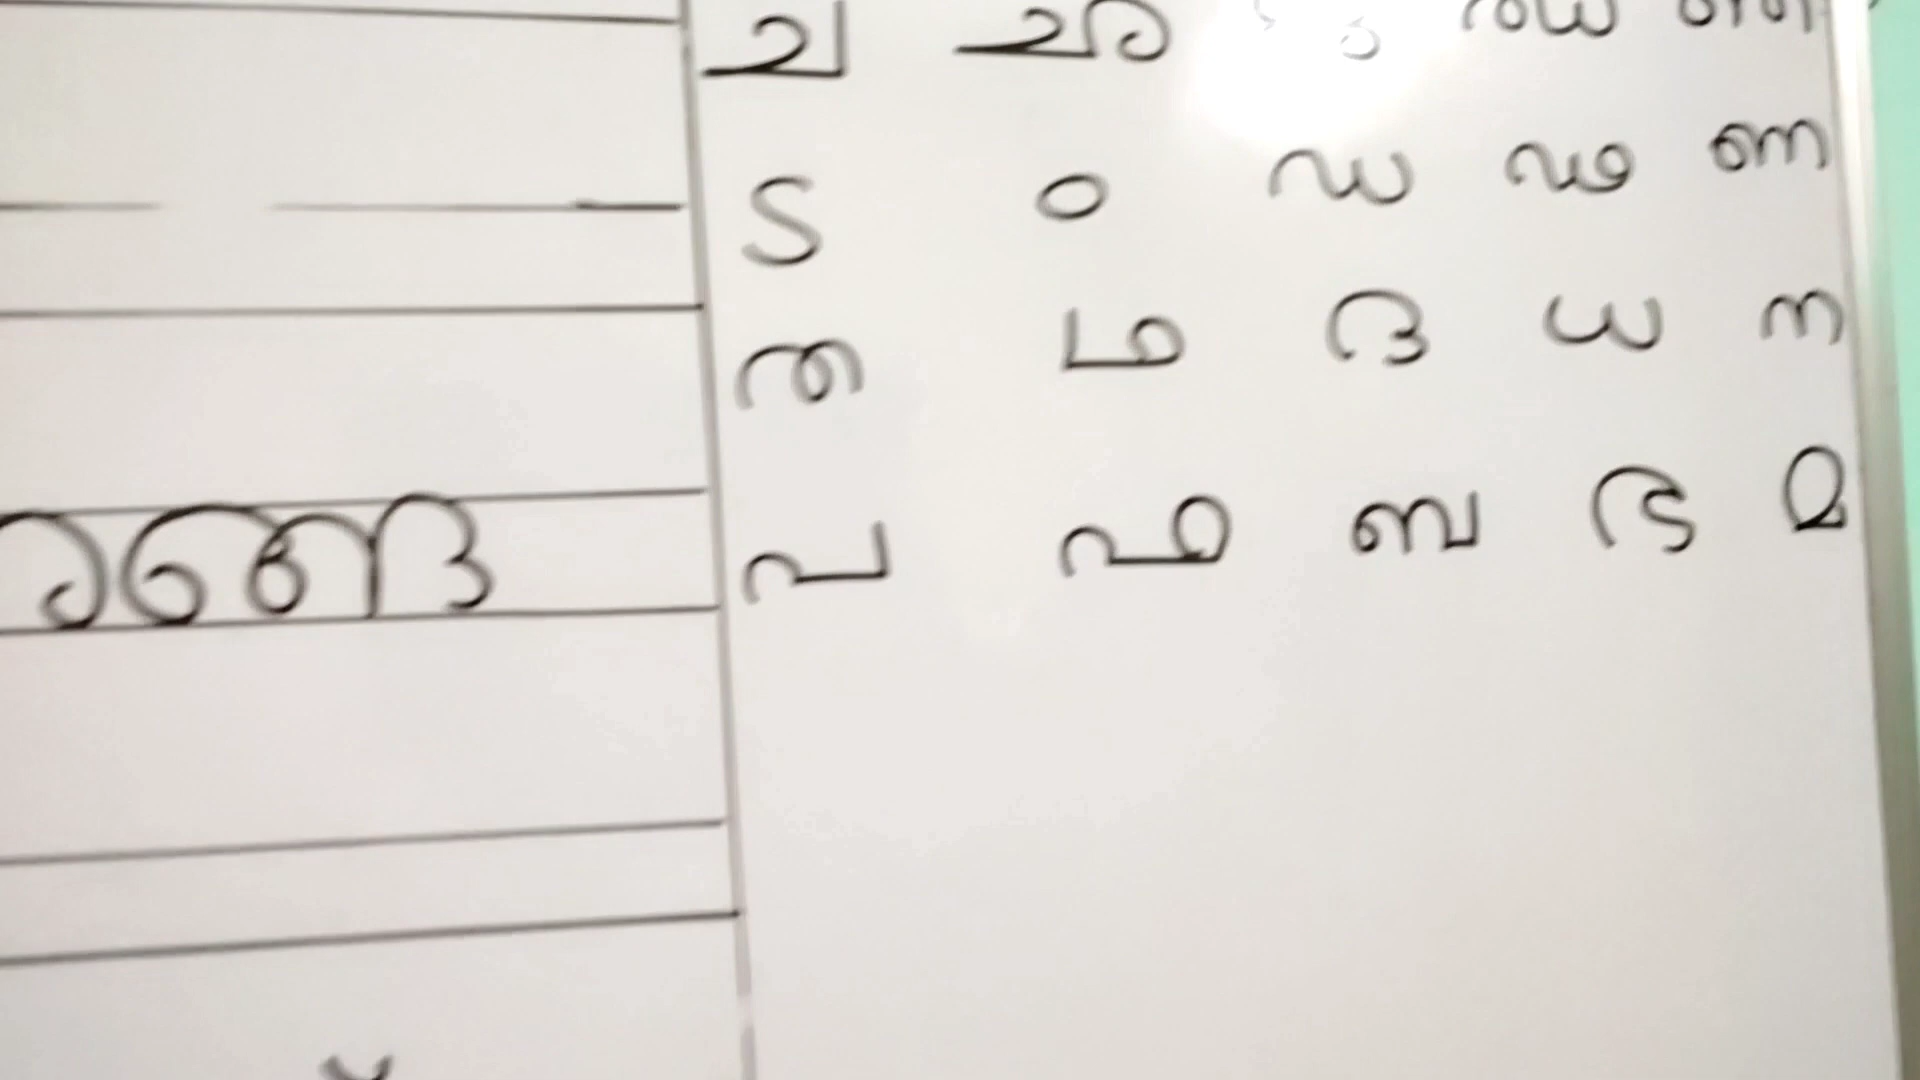 ച ഛ
ട ഠ ഡ ഢ ണ
ത ഥ ദ ധ ന
പ ഫ ബ ഭ മ